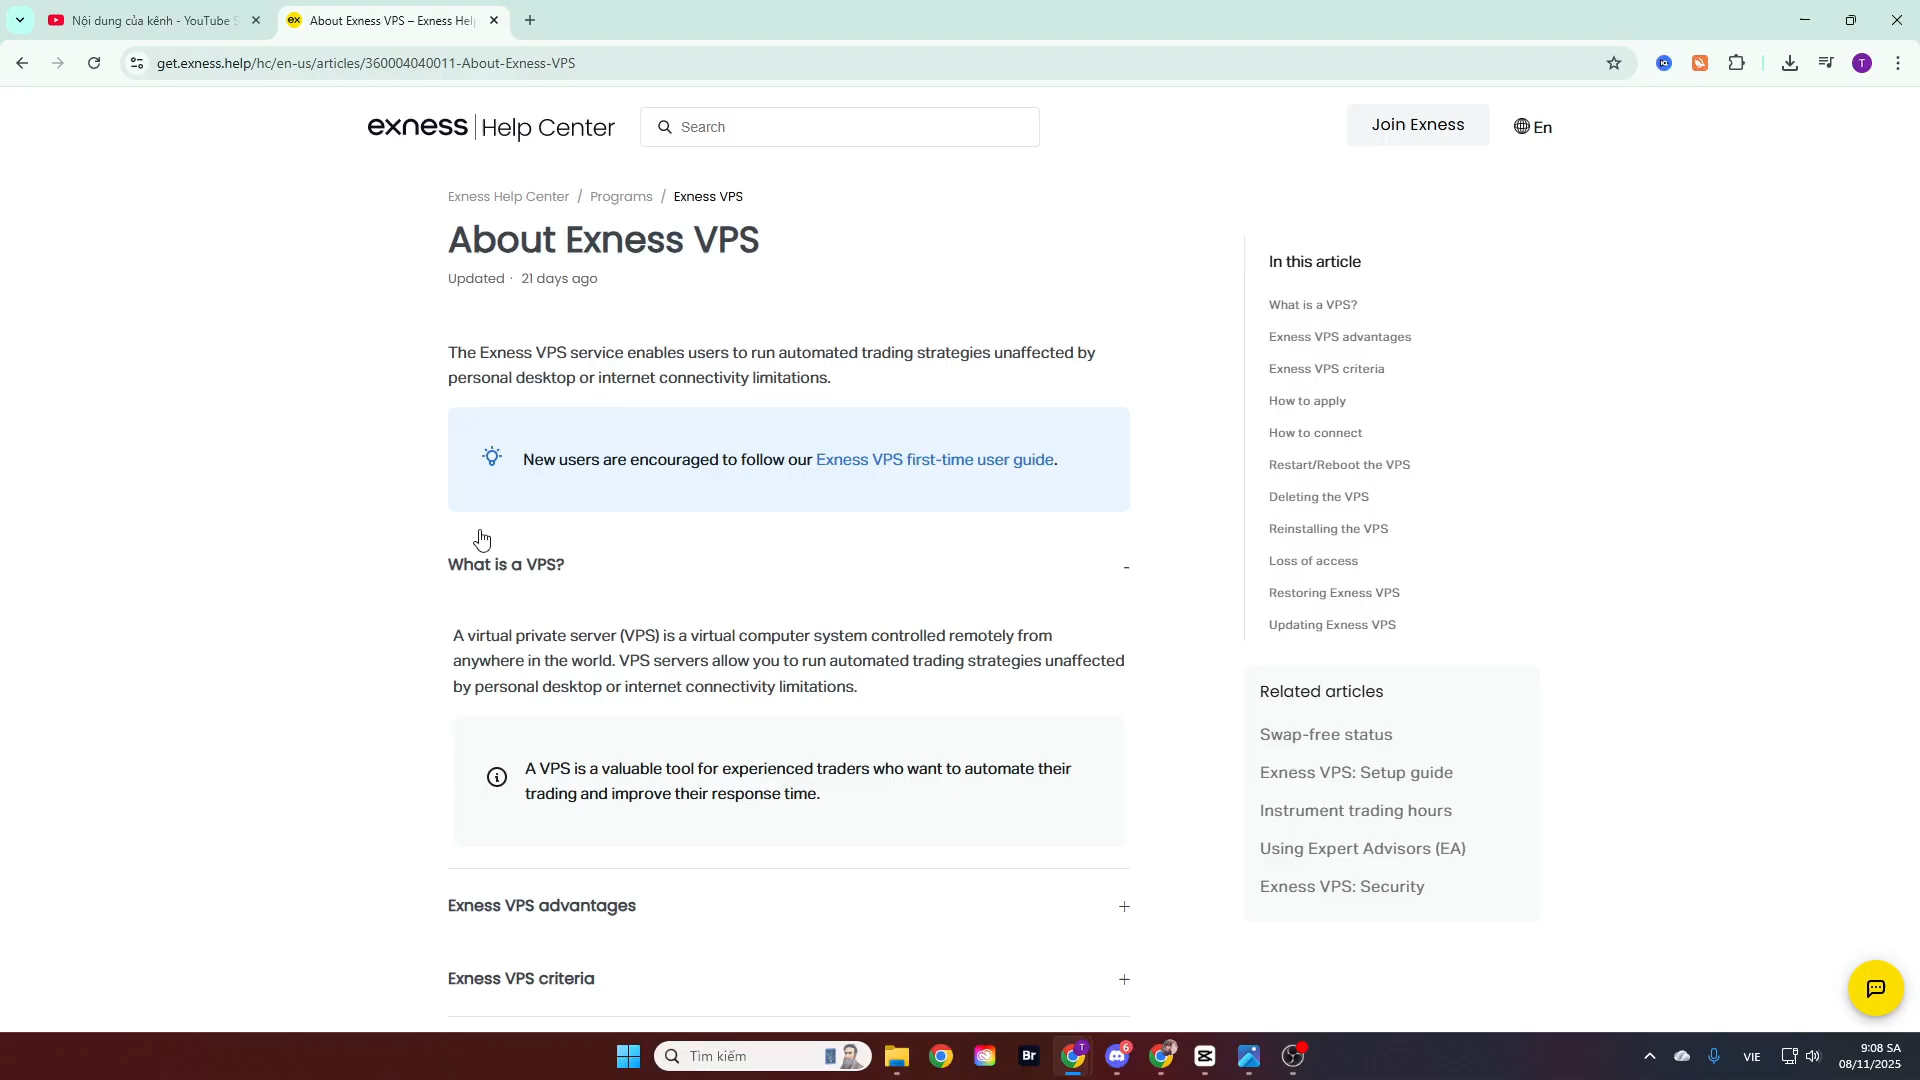 Nội dung của kênh - YouTube S
About Exness VPS – Exness Hel
get.exness.help/hc/en-us/articles/360004040011-About-Exness-VPS
T
exness | Help Center
Search
Join Exness
En
Exness Help Center / Programs / Exness VPS
About Exness VPS
Updated · 21 days ago
The Exness VPS service enables users to run automated trading strategies unaffected by
personal desktop or internet connectivity limitations.
New users are encouraged to follow our Exness VPS first-time user guide.
What is a VPS?
-
A virtual private server (VPS) is a virtual computer system controlled remotely from
anywhere in the world. VPS servers allow you to run automated trading strategies unaffected
by personal desktop or internet connectivity limitations.
A VPS is a valuable tool for experienced traders who want to automate their
trading and improve their response time.
Exness VPS advantages
+
Exness VPS criteria
+
In this article
What is a VPS?
Exness VPS advantages
Exness VPS criteria
How to apply
How to connect
Restart/Reboot the VPS
Deleting the VPS
Reinstalling the VPS
Loss of access
Restoring Exness VPS
Updating Exness VPS
Related articles
Swap-free status
Exness VPS: Setup guide
Instrument trading hours
Using Expert Advisors (EA)
Exness VPS: Security
Tìm kiếm
Br
T
6
VIE
9:08 SA
08/11/2025